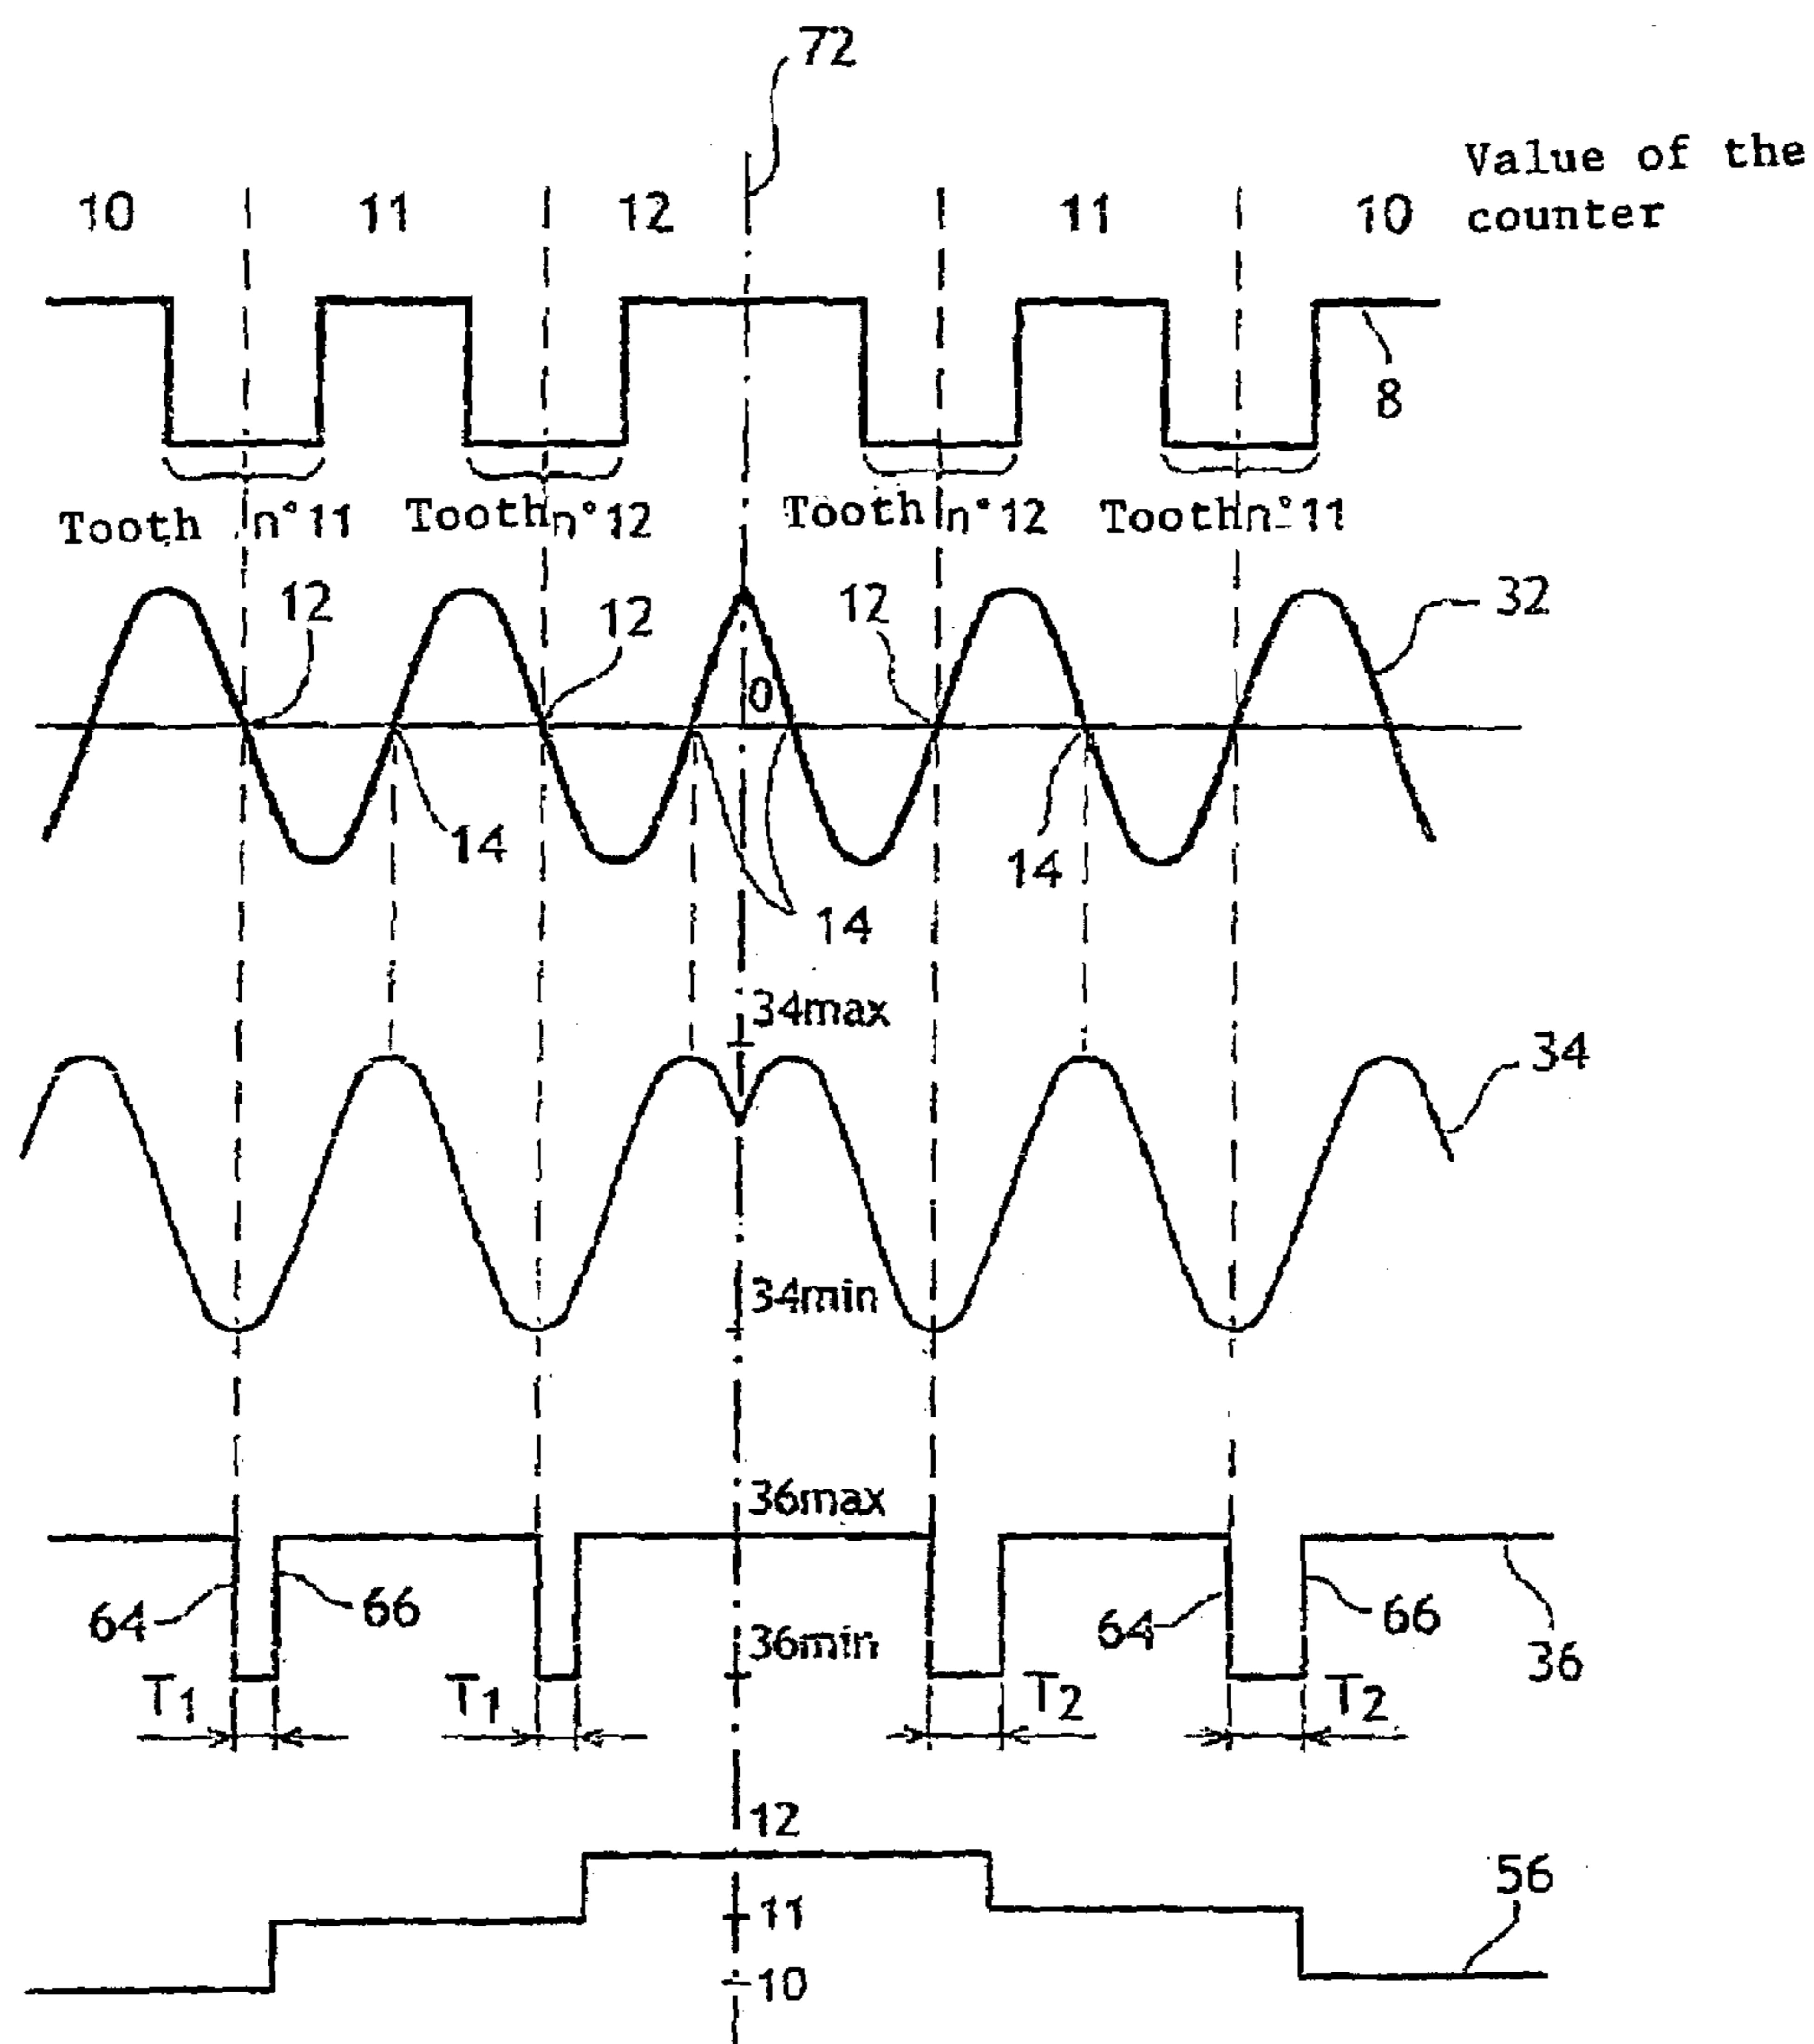 72
Value of the
counter
10 11 12 11 10
8
Tooth n°11 Tooth n°12 Tooth n°12 Tooth n°11
12 12 12 32
0
14 14 14
34max
34
34min
36max
64 66 64 66
36min 36
T1 T1 T2 T2
12
56
11
10